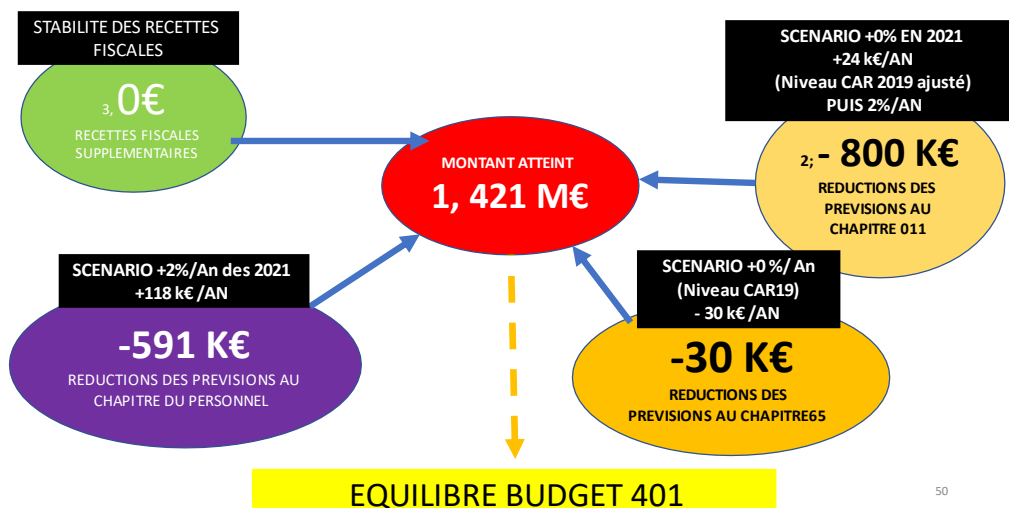 STABILITE DES RECETTES
FISCALES
3, 0€
RECETTES FISCALES
SUPPLEMENTAIRES
SCENARIO +0% EN 2021
+24 k€/AN
(Niveau CAR 2019 ajusté)
PUIS 2%/AN
2; - 800 K€
REDUCTIONS DES
PREVISIONS AU
CHAPITRE 011
MONTANT ATTEINT
1, 421 M€
SCENARIO +2%/An des 2021
+118 k€ /AN
-591 K€
REDUCTIONS DES PREVISIONS AU
CHAPITRE DU PERSONNEL
SCENARIO +0 %/ An
(Niveau CAR19)
- 30 k€ /AN
-30 K€
REDUCTIONS DES
PREVISIONS AU CHAPITRE65
EQUILIBRE BUDGET 401
50